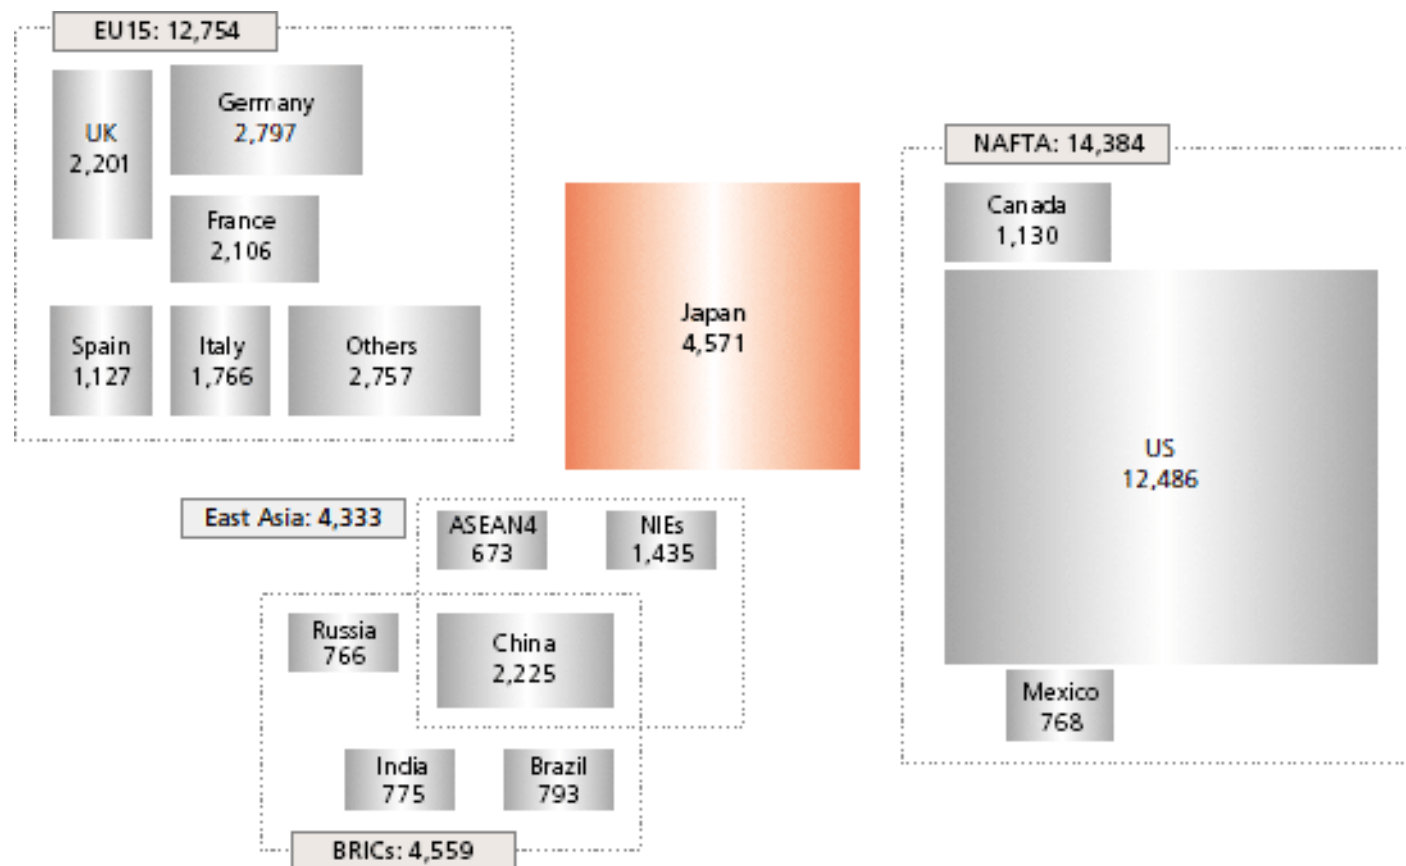 EU15: 12,754
UK
2,201
Germany
2,797
France
2,106
Spain
1,127
Italy
1,766
Others
2,757
Japan
4,571
NAFTA: 14,384
Canada
1,130
US
12,486
Mexico
768
East Asia: 4,333
ASEAN4
673
NIEs
1,435
Russia
766
China
2,225
India
775
Brazil
793
BRICs: 4,559